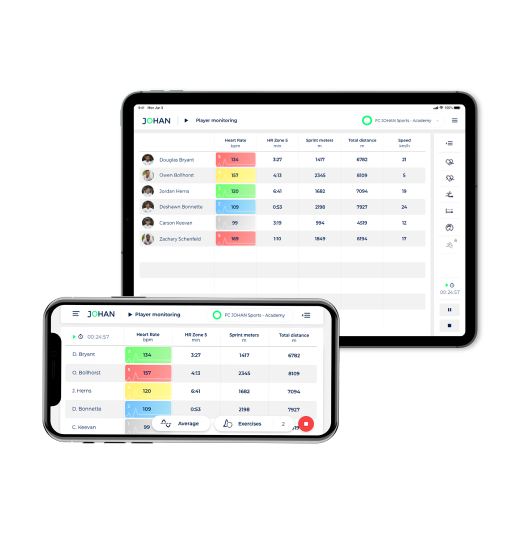 9:41 Mon Jun 3
90%
JOHAN
Player monitoring
FC JOHAN Sports - Academy
Heart Rate HR Zone 5 Sprint meters Total distance Speed
bpm min m m km/h
Douglas Bryant 134 3:27 1417 6782 21
Owen Bollhorst 157 4:13 2345 8109 5
Jordan Herns 120 6:41 1682 7094 19
Deshawn Bonnette 109 0:53 2198 7927 24
Carson Keevan 99 3:19 994 4519 12
Zachary Schenfeld 169 1:10 1849 6194 17
00:24:57
JOHAN
Player monitoring
FC JOHAN Sports - Academy
00:24:57
Heart Rate HR Zone 5 Sprint meters Total distance
bpm min m m
D. Bryant 134 3:27 1417 6782
O. Bollhorst 157 4:13 2345 8109
J. Herns 120 6:41 1682 7094
D. Bonnette 109 0:53 2198 7927
C. Keevan 99
Average
Exercises 2